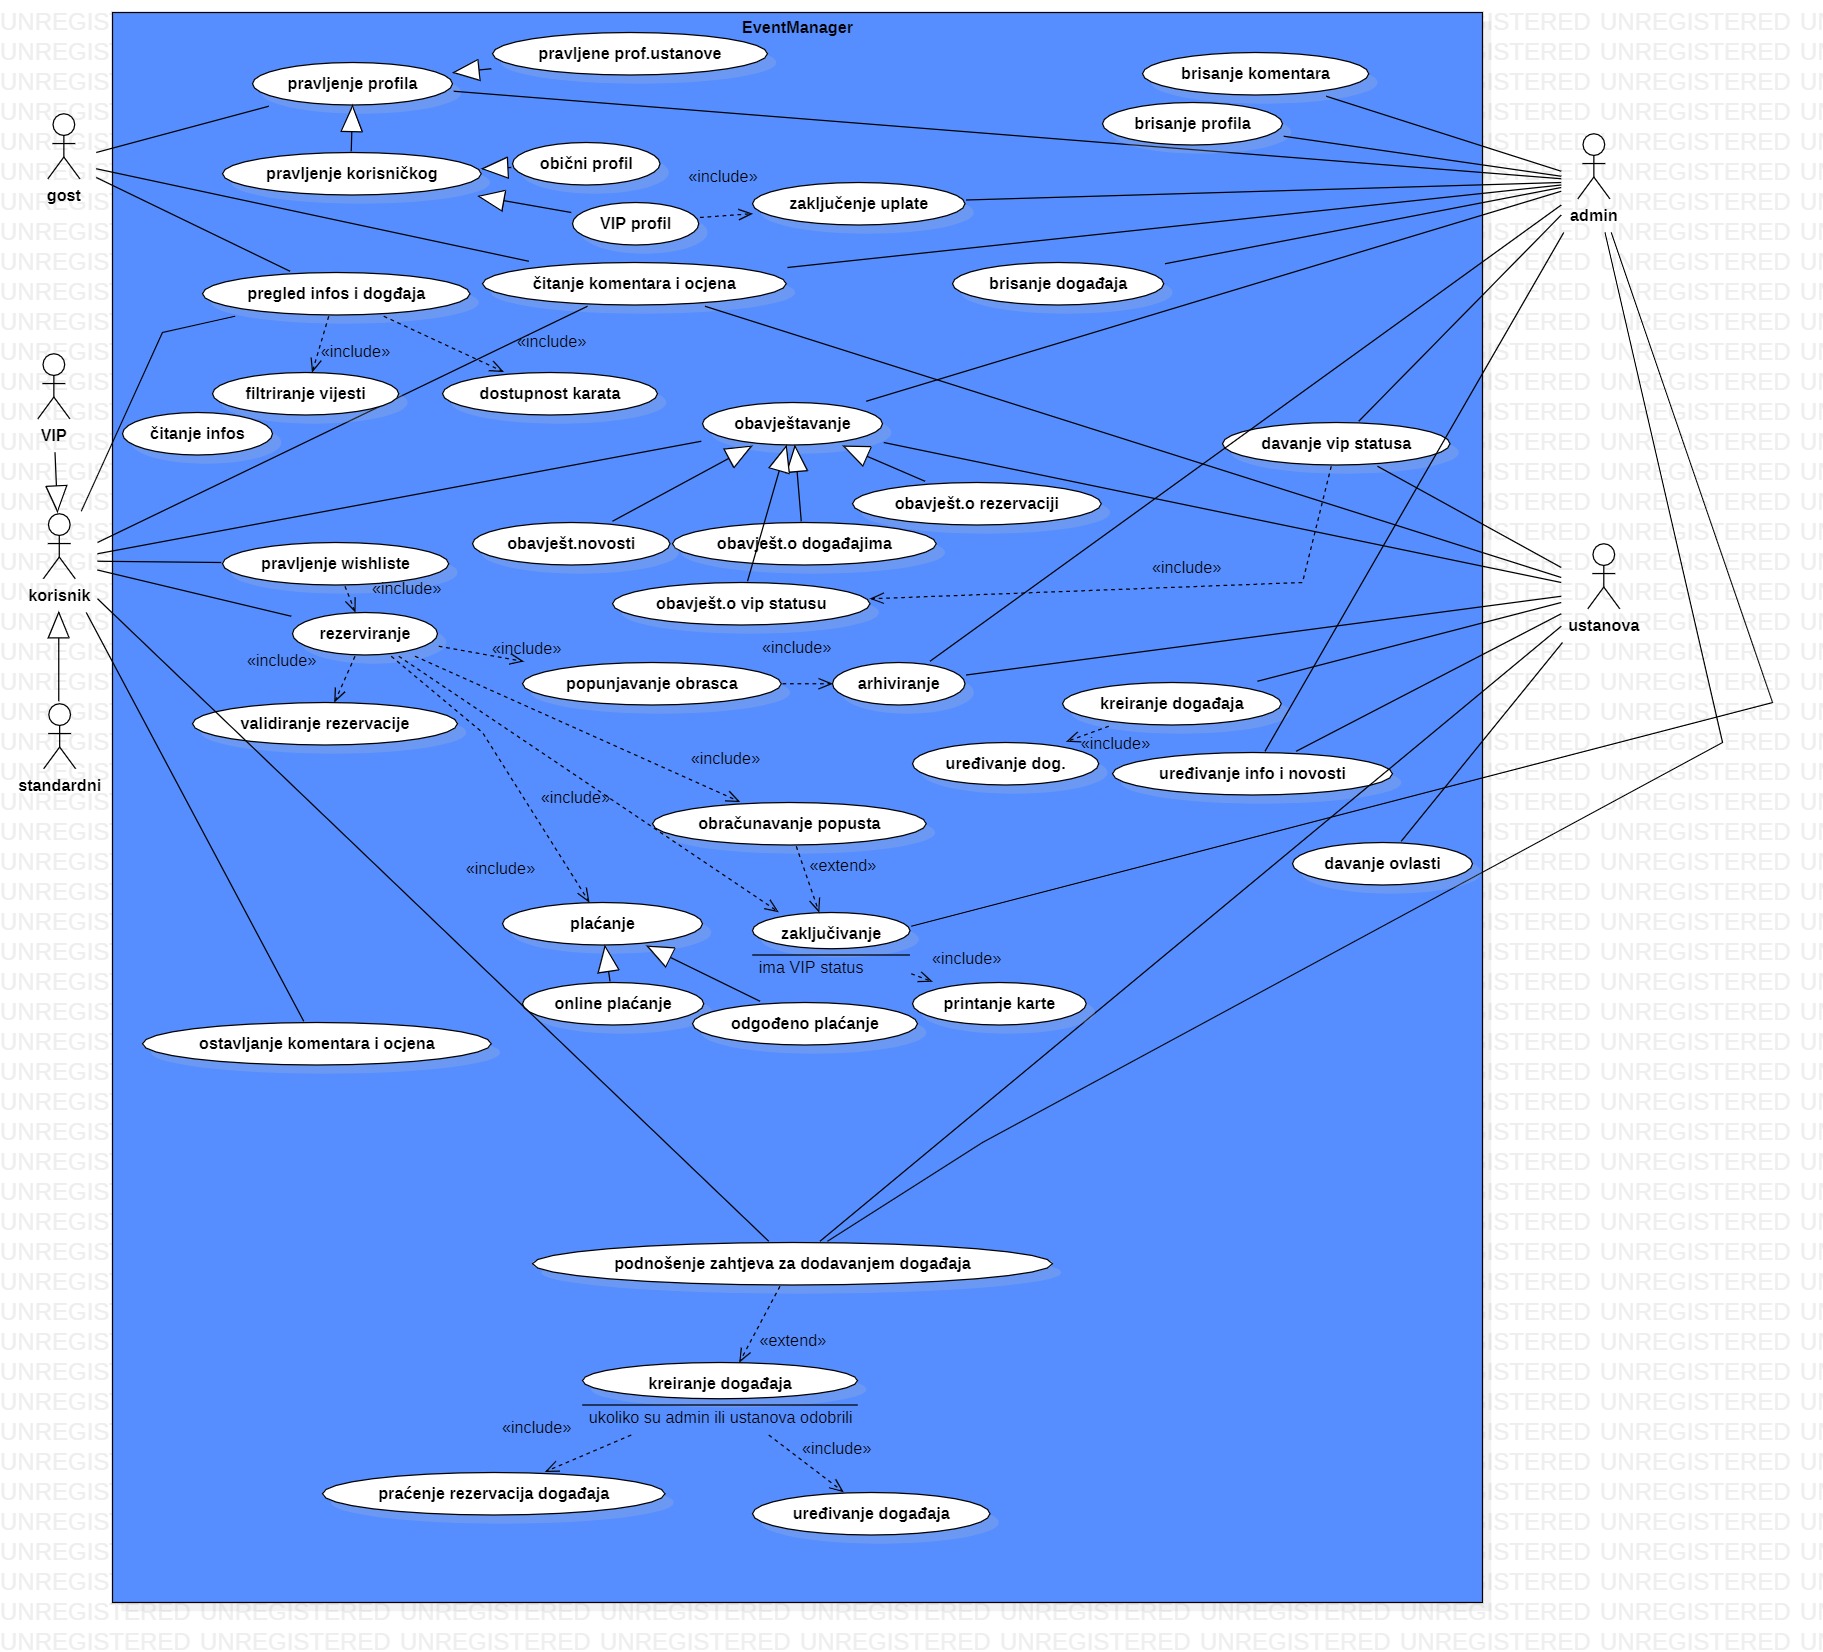 EventManager
pravljene prof.ustanove
pravljenje profila
brisanje komentara
brisanje profila
obični profil
pravljenje korisničkog
«include»
gost
zaključenje uplate
admin
VIP profil
čitanje komentara i ocjena
brisanje događaja
pregled infos i dogđaja
«include»
«include»
filtriranje vijesti
dostupnost karata
VIP
čitanje infos
obavještavanje
davanje vip statusa
obavješt.o rezervaciji
obavješt.novosti
obavješt.o događajima
pravljenje wishliste
«include»
«include»
korisnik
obavješt.o vip statusu
ustanova
rezerviranje
«include»
«include»
«include»
popunjavanje obrasca
arhiviranje
kreiranje događaja
validiranje rezervacije
«include»
«include»
uređivanje dog.
uređivanje info i novosti
standardni
«include»
obračunavanje popusta
davanje ovlasti
«extend»
«include»
plaćanje
zaključivanje
ima VIP status
«include»
online plaćanje
printanje karte
odgođeno plaćanje
ostavljanje komentara i ocjena
podnošenje zahtjeva za dodavanjem događaja
«extend»
kreiranje događaja
ukoliko su admin ili ustanova odobrili
«include»
«include»
praćenje rezervacija događaja
uređivanje događaja
UNREGISTERED UNREGISTERED UNREGISTERED UNREGISTERED UNREGISTERED UNREGISTERED UNREGISTERED UNREGISTERED UNREGISTERED UN